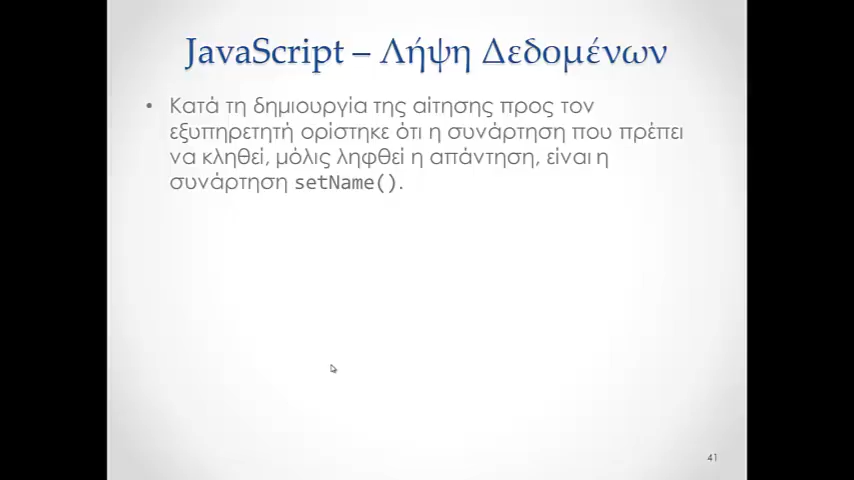 JavaScript – Λήψη Δεδομένων
• Κατά τη δημιουργία της αίτησης προς τον
εξυπηρετητή ορίστηκε ότι η συνάρτηση που πρέπει
να κληθεί, μόλις ληφθεί η απάντηση, είναι η
συνάρτηση setName().
41